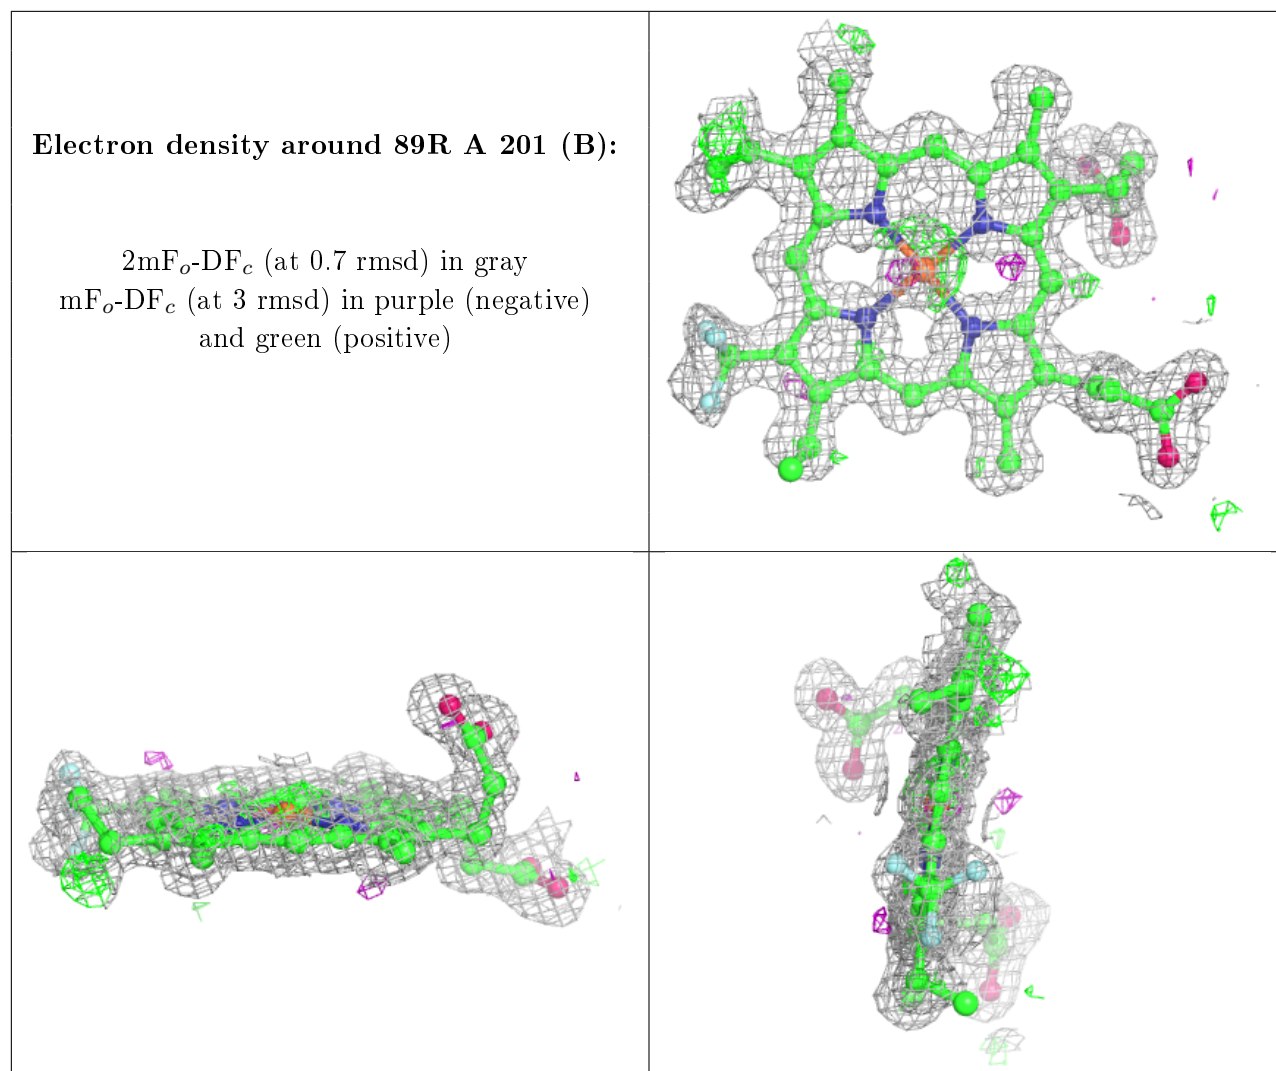 Electron density around 89R A 201 (B):
2mFo-DFc (at 0.7 rmsd) in gray
mFo-DFc (at 3 rmsd) in purple (negative)
and green (positive)